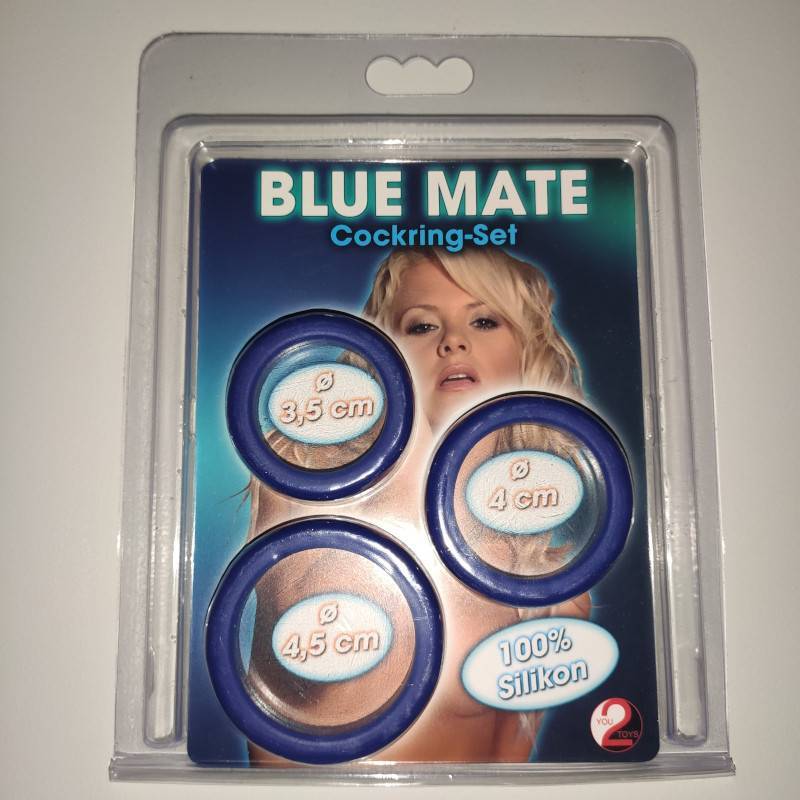 BLUE MATE
Cockring-Set
Ø
3,5 cm
Ø
4 cm
Ø
4,5 cm
100%
Silikon
YOU
2
TOYS